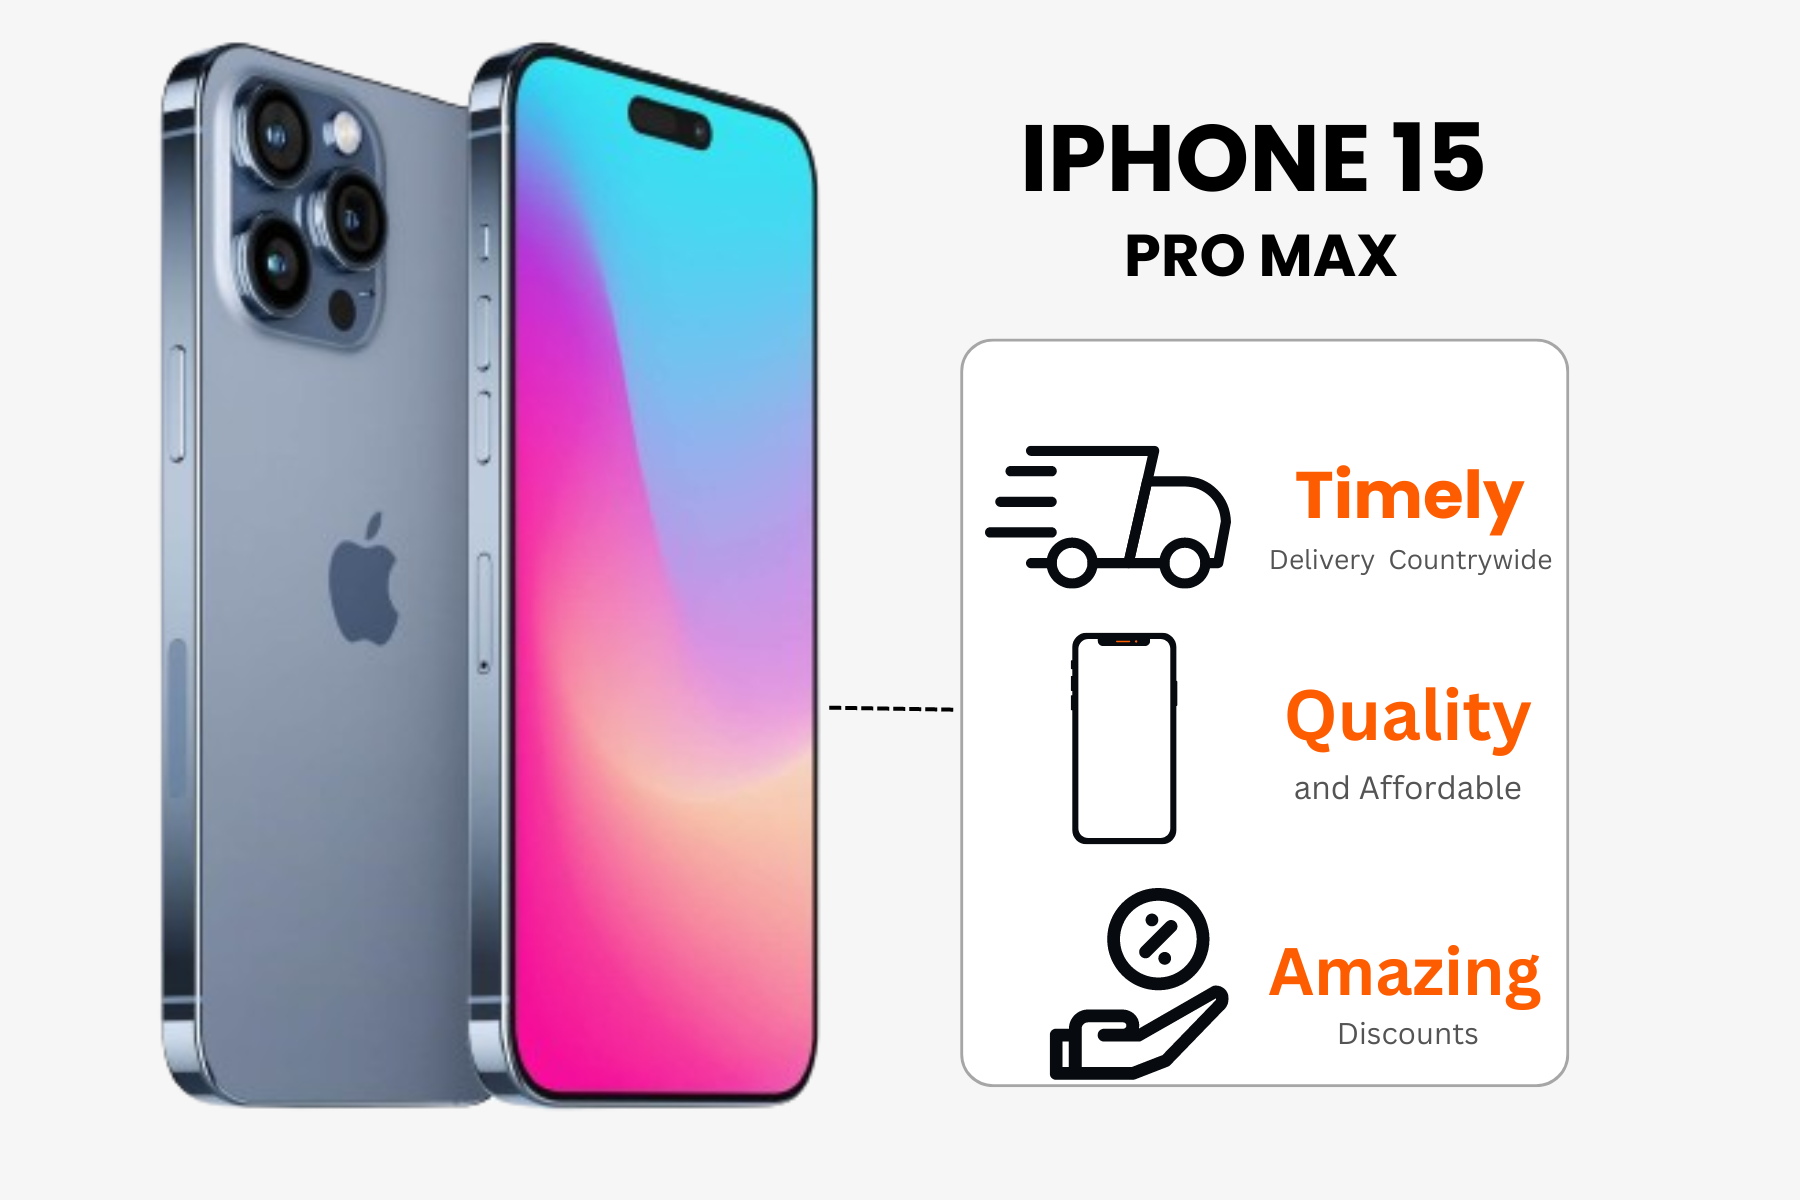 IPHONE 15
PRO MAX
Timely
Delivery Countrywide
Quality
and Affordable
%
Amazing
Discounts